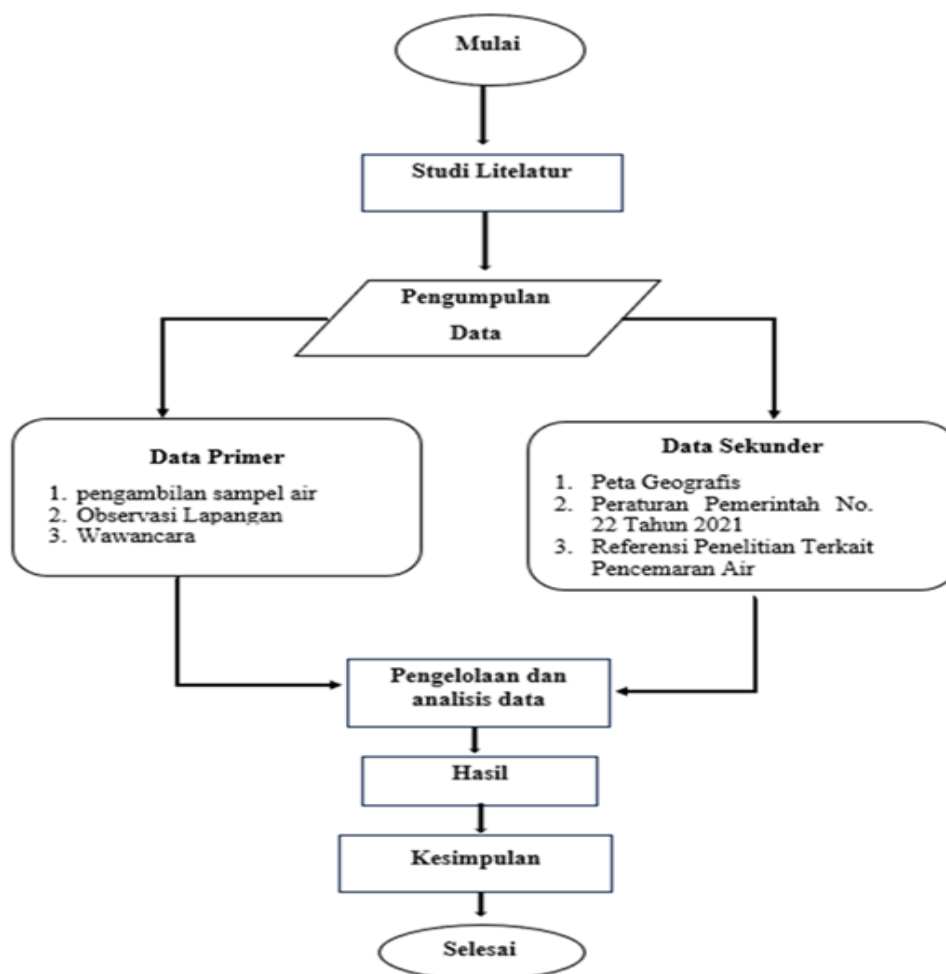 Mulai
Studi Litelatur
Pengumpulan
Data
Data Primer
1. pengambilan sampel air
2. Observasi Lapangan
3. Wawancara
Data Sekunder
1. Peta Geografis
2. Peraturan Pemerintah No.
22 Tahun 2021
3. Referensi Penelitian Terkait
Pencemaran Air
Pengelolaan dan
analisis data
Hasil
Kesimpulan
Selesai